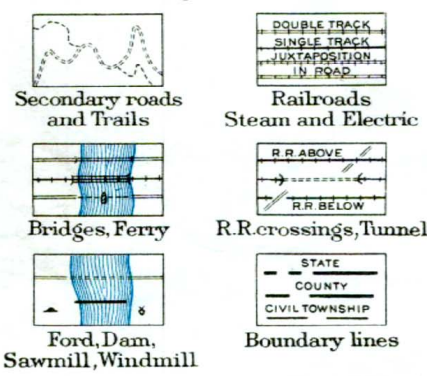 DOUBLE TRACK
SINGLE TRACK
JUXTAPOSITION
IN ROAD
Secondary roads
and Trails
Railroads
Steam and Electric
R.R. ABOVE
R.R. BELOW
Bridges, Ferry
R.R. crossings, Tunnel
STATE
COUNTY
CIVIL TOWNSHIP
Ford, Dam,
Sawmill, Windmill
Boundary lines